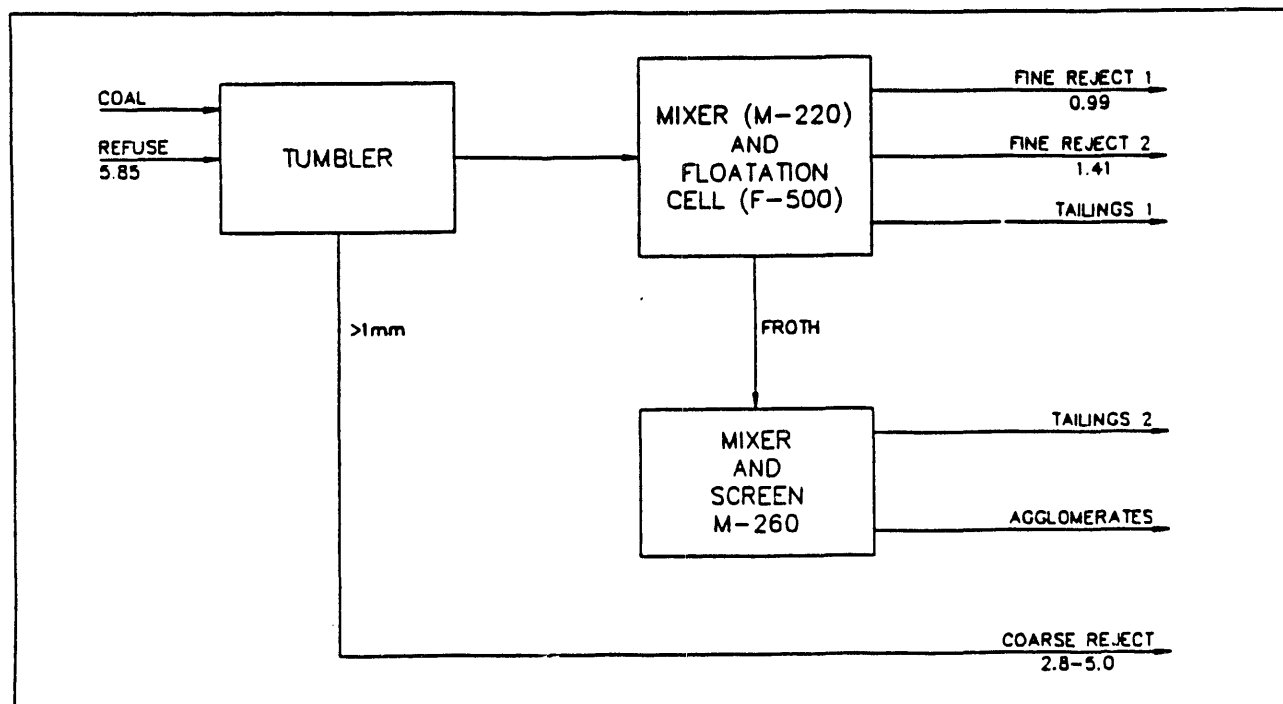 COAL
REFUSE
5.85
TUMBLER
MIXER (M-220)
AND
FLOATATION
CELL (F-500)
FINE REJECT 1
0.99
FINE REJECT 2
1.41
TAILINGS 1
>1mm
FROTH
MIXER
AND
SCREEN
M-260
TAILINGS 2
AGGLOMERATES
COARSE REJECT
2.8-5.0